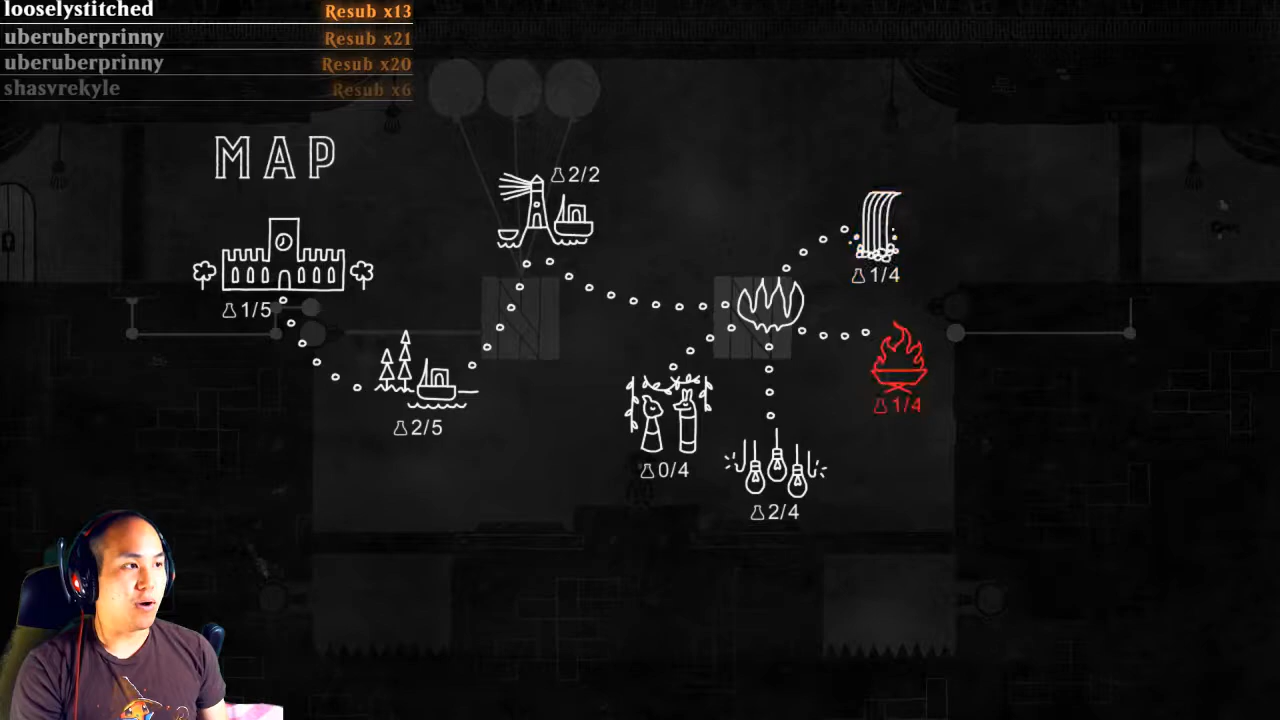 looselystitched Resub x13
uberuberprinny Resub x21
uberuberprinny Resub x20
shasvrekyle Resub x6
MAP
2/2
1/4
1/5
1/4
2/5
0/4
2/4